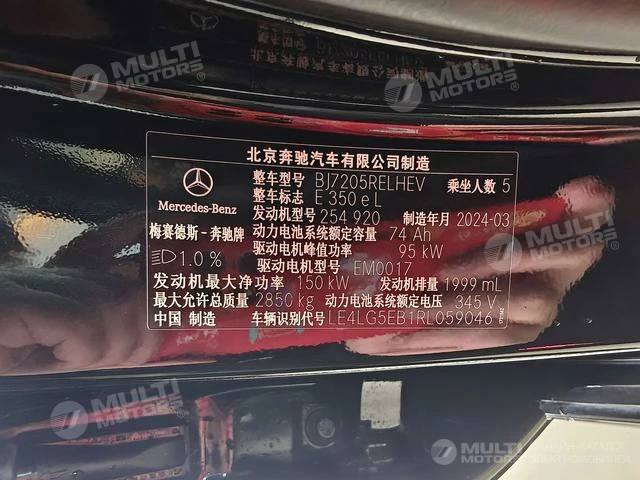 MULTI MOTORS®
MULTI MOTORS®
北京奔驰汽车有限公司制造
整车型号 BJ7205RELHEV 乘坐人数 5
整车标志 E 350 e L
Mercedes-Benz
发动机型号 254 920 制造年月 2024-03
梅赛德斯-奔驰牌 动力电池系统额定容量 74 Ah
驱动电机峰值功率 95 kW
1.0 % 驱动电机型号 EM0017
发动机最大净功率 150 kW 发动机排量 1999 mL
最大允许总质量 2850 kg 动力电池系统额定电压 345 V
中国 制造 车辆识别代号 LE4LG5EB1RL059046
MULTI MOTORS®
MULTI MOTORS®
MULTI MOTORS